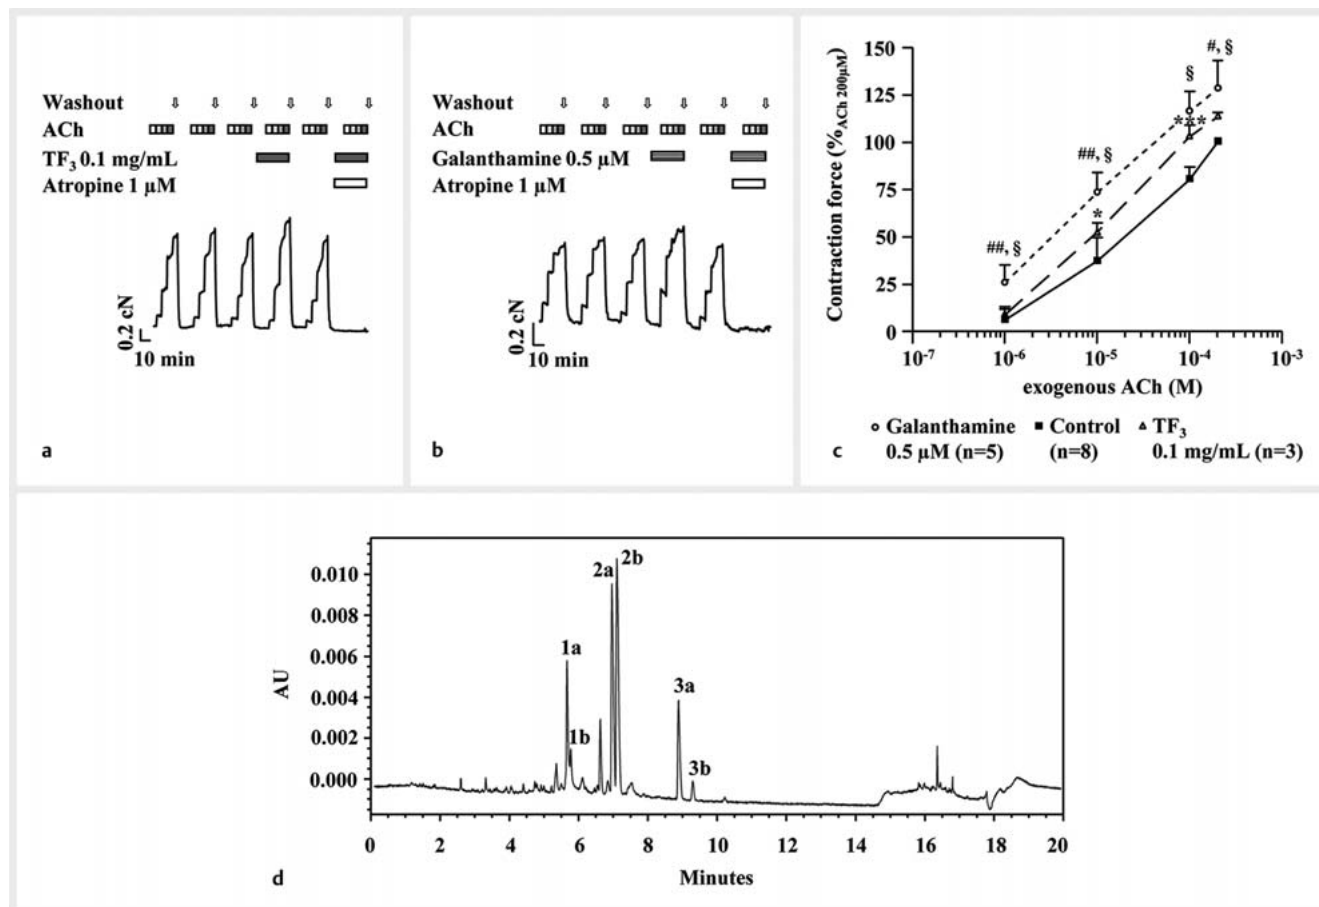 Washout
ACh
TF3 0.1 mg/mL
Atropine 1 µM
0.2 cN
10 min
a
Washout
ACh
Galanthamine 0.5 µM
Atropine 1 µM
0.2 cN
10 min
b
Contraction force (%ACh 200µM)
150
125
100
75
50
25
0
##, §
##, §
*
§
***
#, §
10-7
10-6
10-5
10-4
10-3
exogenous ACh (M)
Galanthamine
0.5 µM (n=5)
Control
(n=8)
TF3
0.1 mg/mL (n=3)
c
AU
0.010
0.008
0.006
0.004
0.002
0.000
1a
1b
2a
2b
3a
3b
0 2 4 6 8 10 12 14 16 18 20
Minutes
d